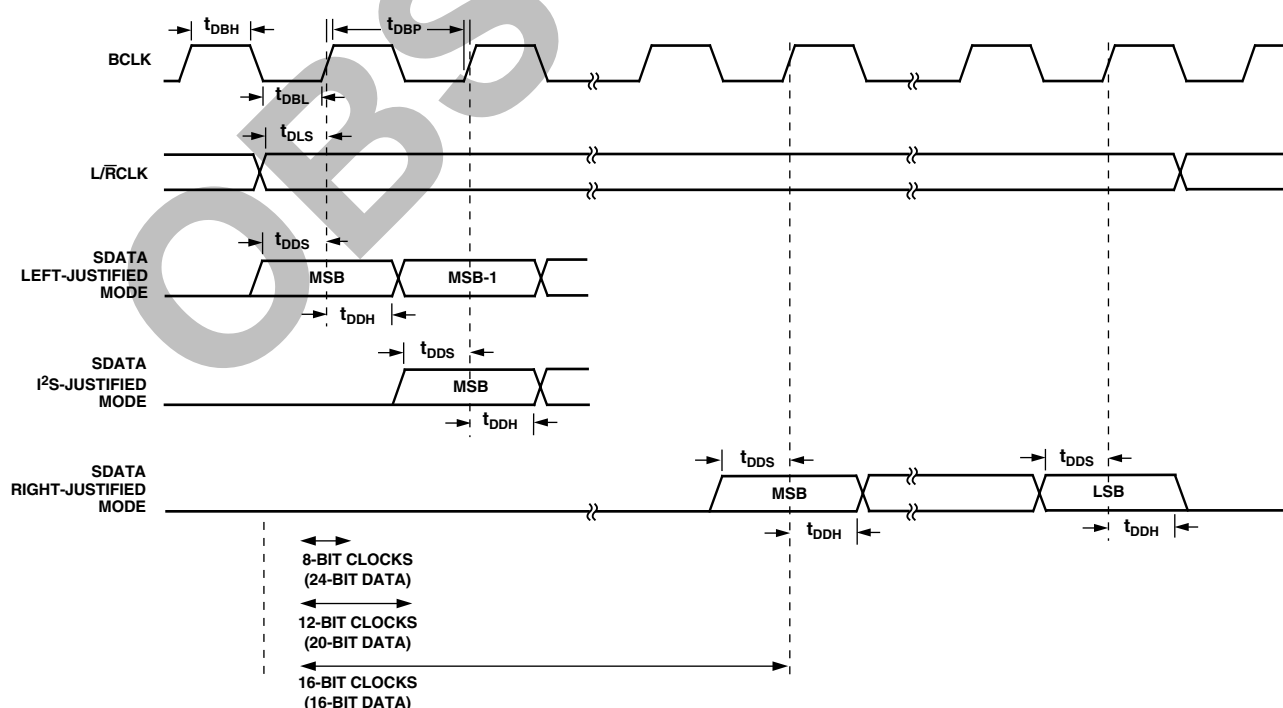 OBS
tDBH
tDBP
BCLK
tDBL
tDLS
L/R̅CLK
tDDS
SDATA
LEFT-JUSTIFIED
MODE
MSB
MSB-1
tDDH
SDATA
I²S-JUSTIFIED
MODE
tDDS
MSB
tDDH
SDATA
RIGHT-JUSTIFIED
MODE
tDDS
MSB
tDDH
tDDS
LSB
tDDH
8-BIT CLOCKS
(24-BIT DATA)
12-BIT CLOCKS
(20-BIT DATA)
16-BIT CLOCKS
(16-BIT DATA)